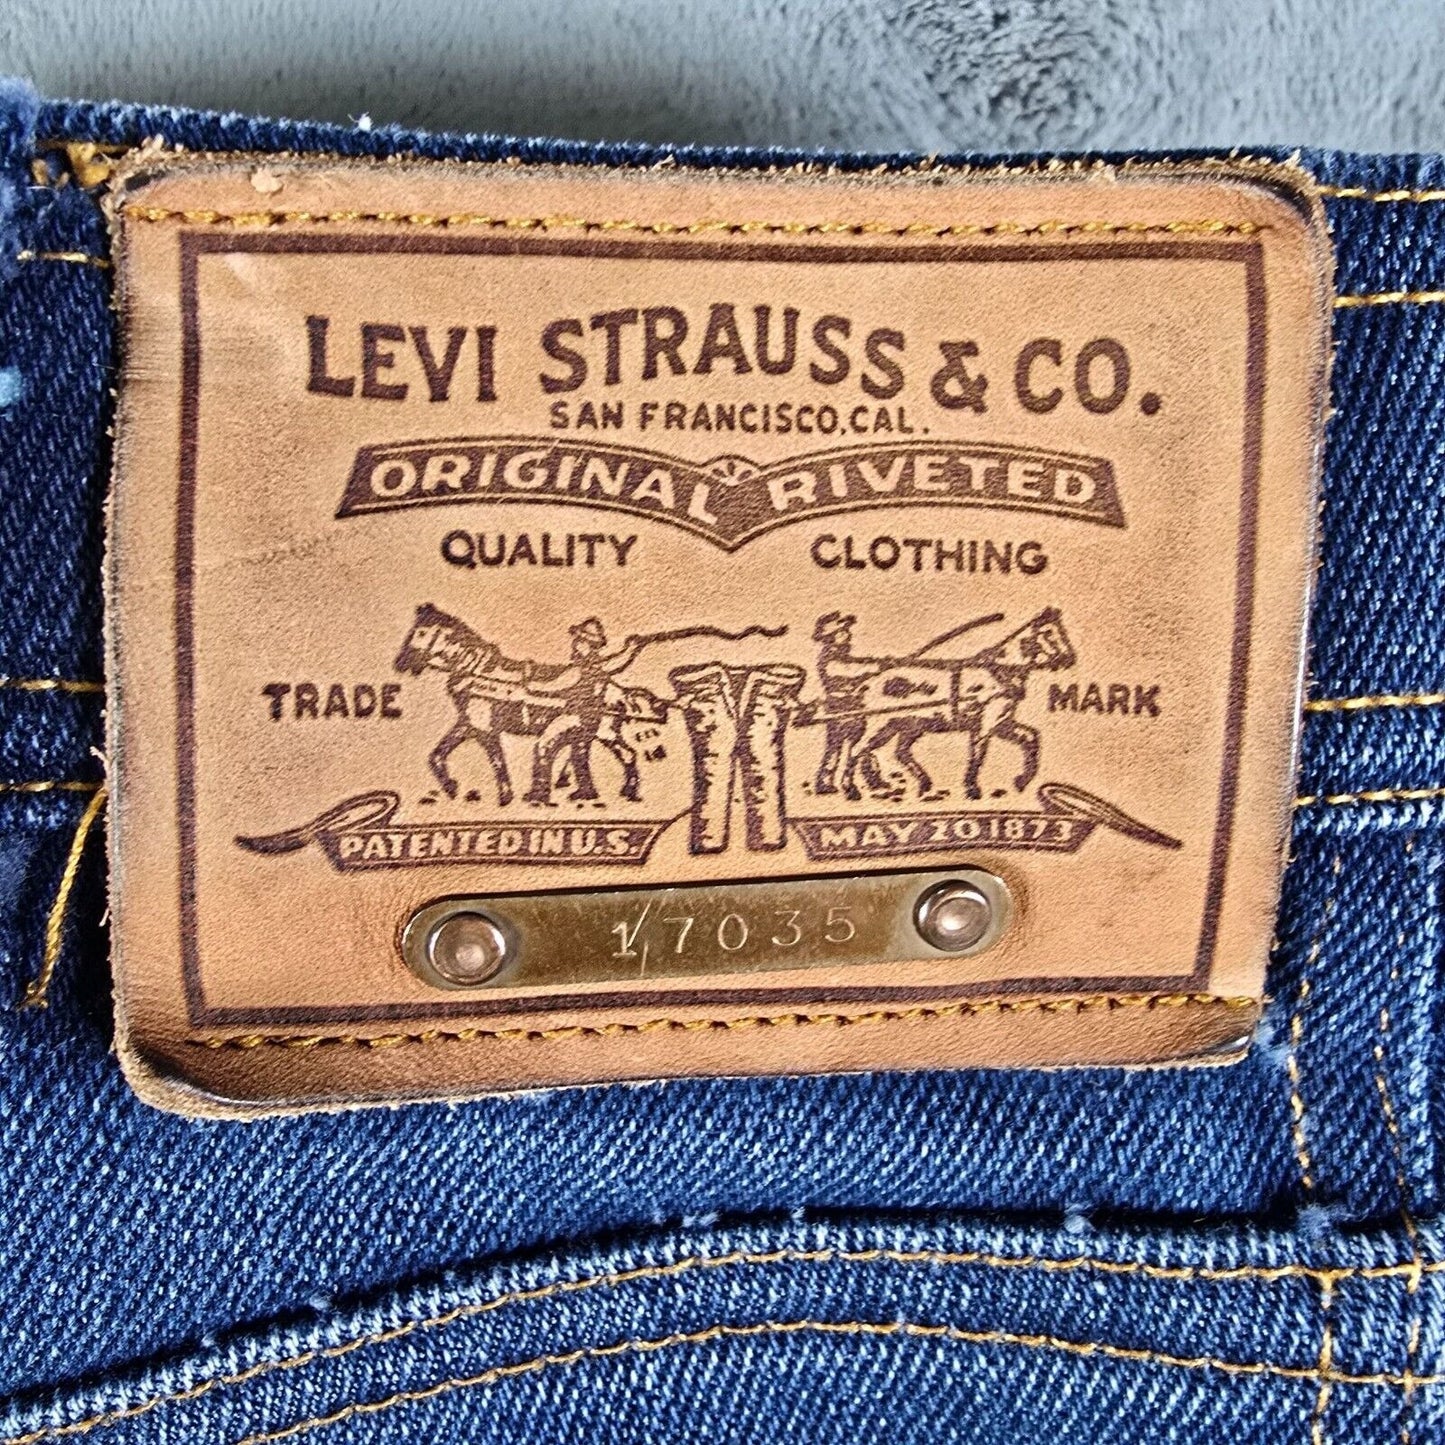 LEVI STRAUSS & CO.
SAN FRANCISCO, CAL.
ORIGINAL RIVETED
QUALITY CLOTHING
TRADE MARK
PATENTED IN U.S. MAY 20 1873
1/7035